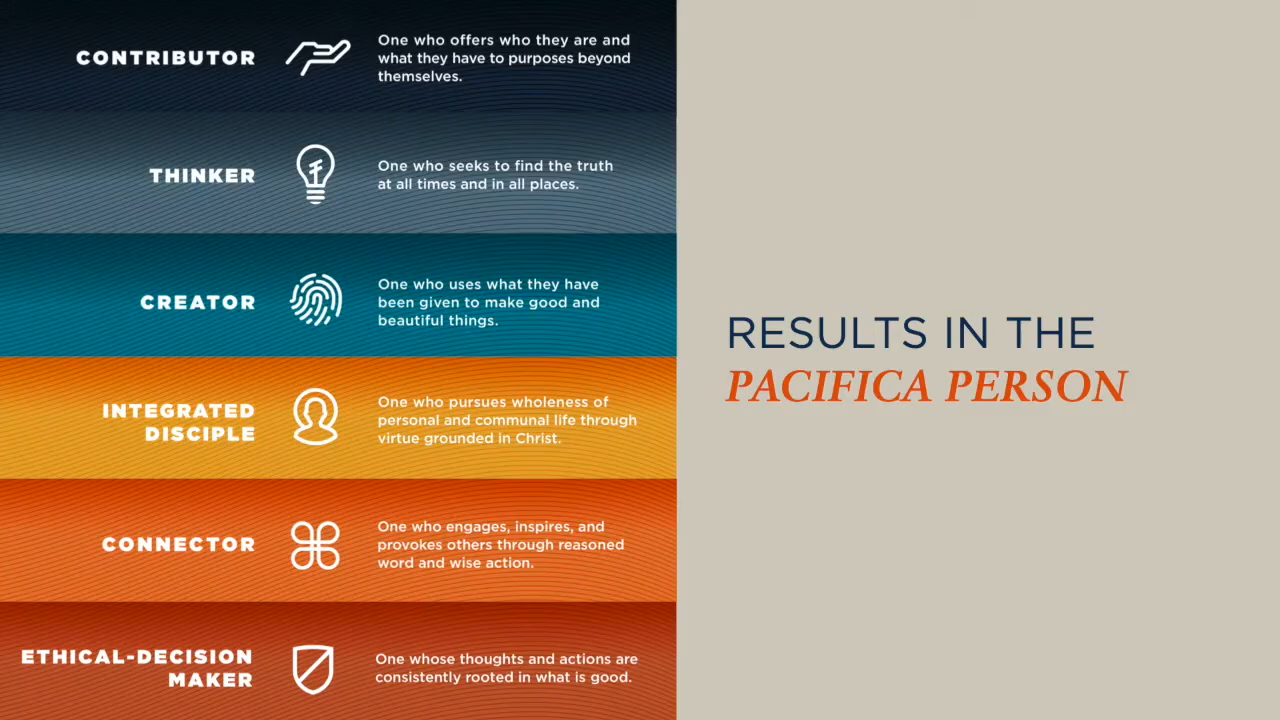 CONTRIBUTOR
One who offers who they are and
what they have to purposes beyond
themselves.
THINKER
One who seeks to find the truth
at all times and in all places.
CREATOR
One who uses what they have
been given to make good and
beautiful things.
INTEGRATED
DISCIPLE
One who pursues wholeness of
personal and communal life through
virtue grounded in Christ.
CONNECTOR
One who engages, inspires, and
provokes others through reasoned
word and wise action.
ETHICAL-DECISION
MAKER
One whose thoughts and actions are
consistently rooted in what is good.
RESULTS IN THE
PACIFICA PERSON